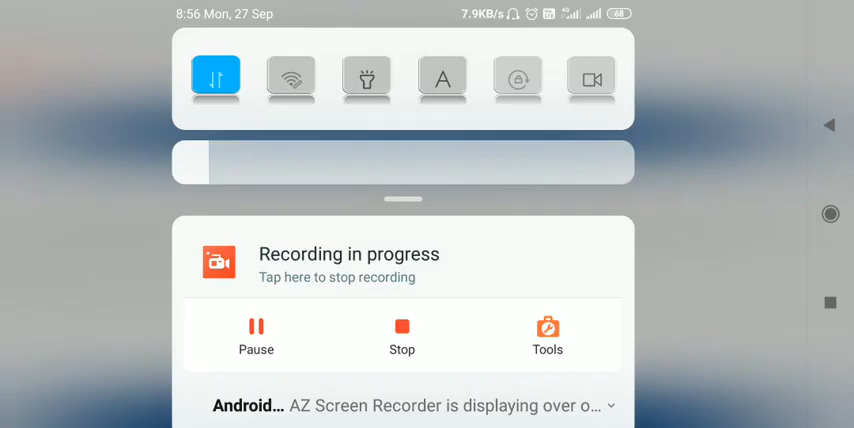 8:56 Mon, 27 Sep
7.9KB/s 4G 68
A
Recording in progress
Tap here to stop recording
Pause Stop Tools
Android... AZ Screen Recorder is displaying over o...